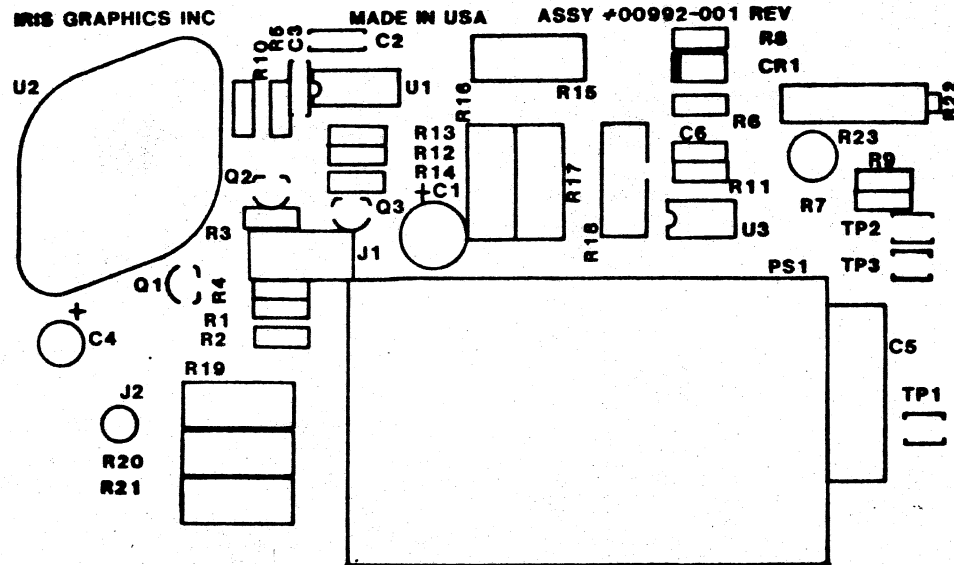 IRIS GRAPHICS INC MADE IN USA ASSY #00992-001 REV
U2
R10
R5
C3
C2
U1
R16
R15
R8
CR1
R6
R22
R13
R12
R14
+
C1
R17
R18
C6
R11
U3
R23
R9
R7
TP2
TP3
Q2
Q3
R3
J1
Q1
R4
R1
R2
+
C4
PS1
C5
R19
J2
R20
R21
TP1